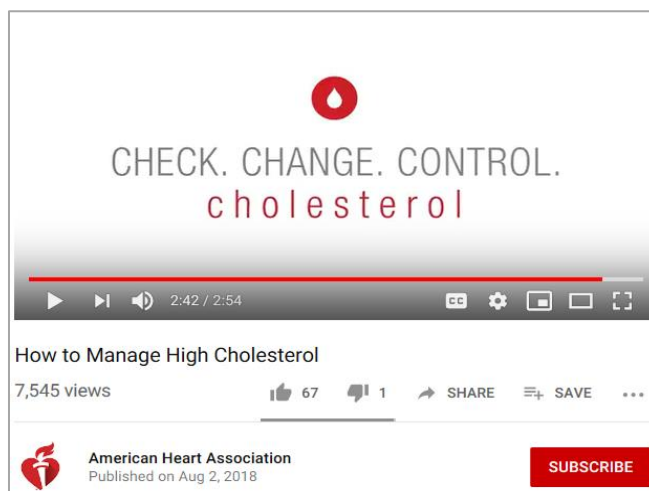 CHECK. CHANGE. CONTROL.
cholesterol
2:42 / 2:54
CC
How to Manage High Cholesterol
7,545 views
67
1
SHARE
SAVE
American Heart Association
Published on Aug 2, 2018
SUBSCRIBE